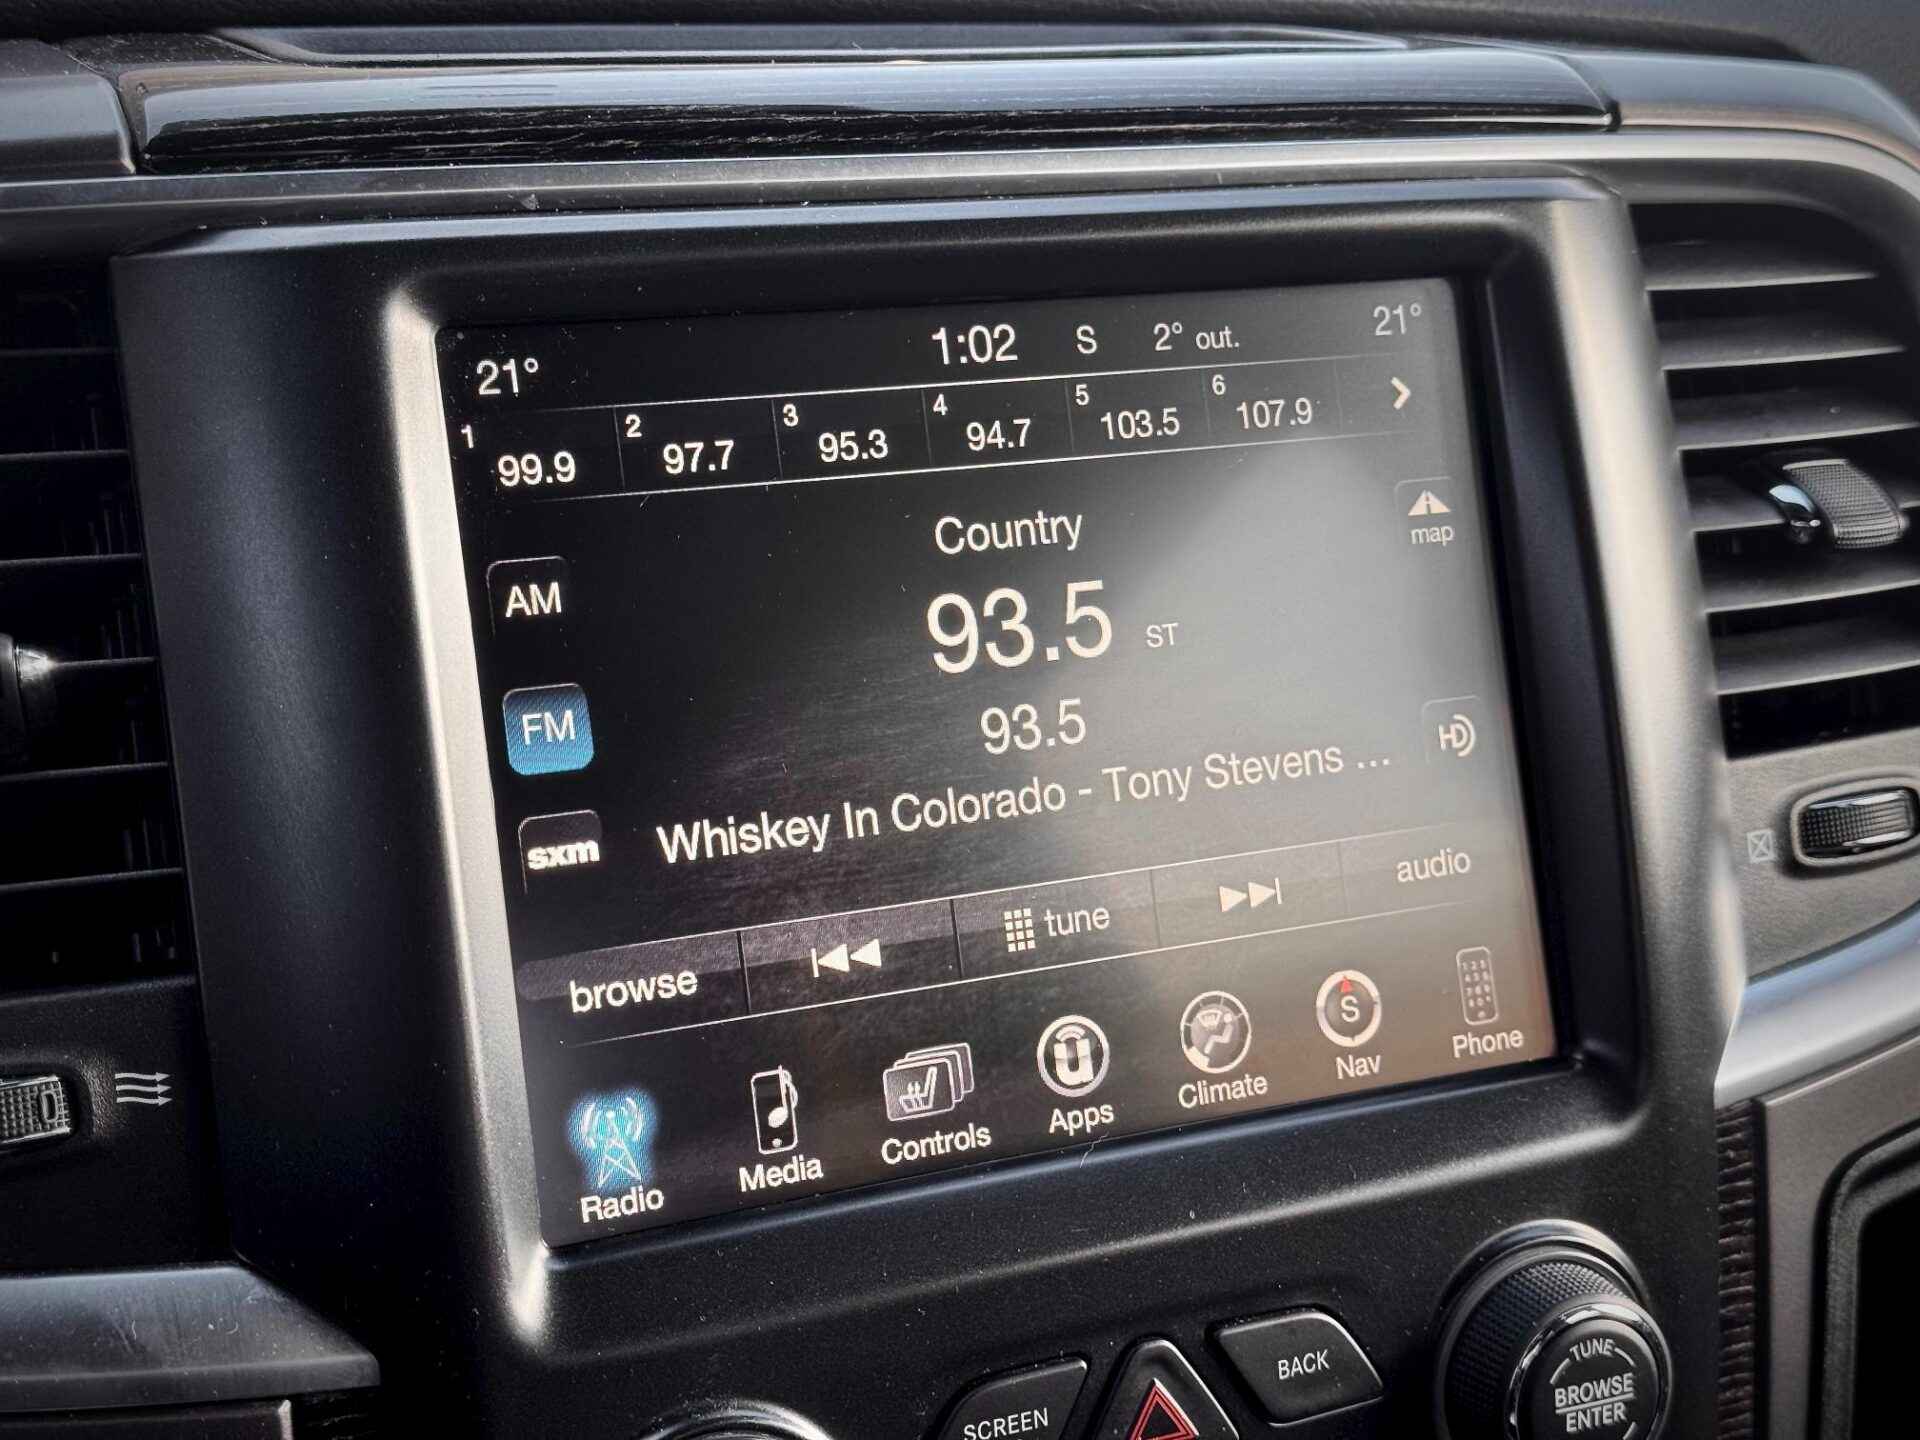 21° 1:02 S 2° out. 21°
1 99.9 2 97.7 3 95.3 4 94.7 5 103.5 6 107.9
Country
map
AM
93.5 ST
FM
93.5
HD
Whiskey In Colorado - Tony Stevens ...
sxm
browse tune audio
Radio Media Controls Apps Climate Nav Phone
u
S
SCREEN
BACK
TUNE
BROWSE
ENTER